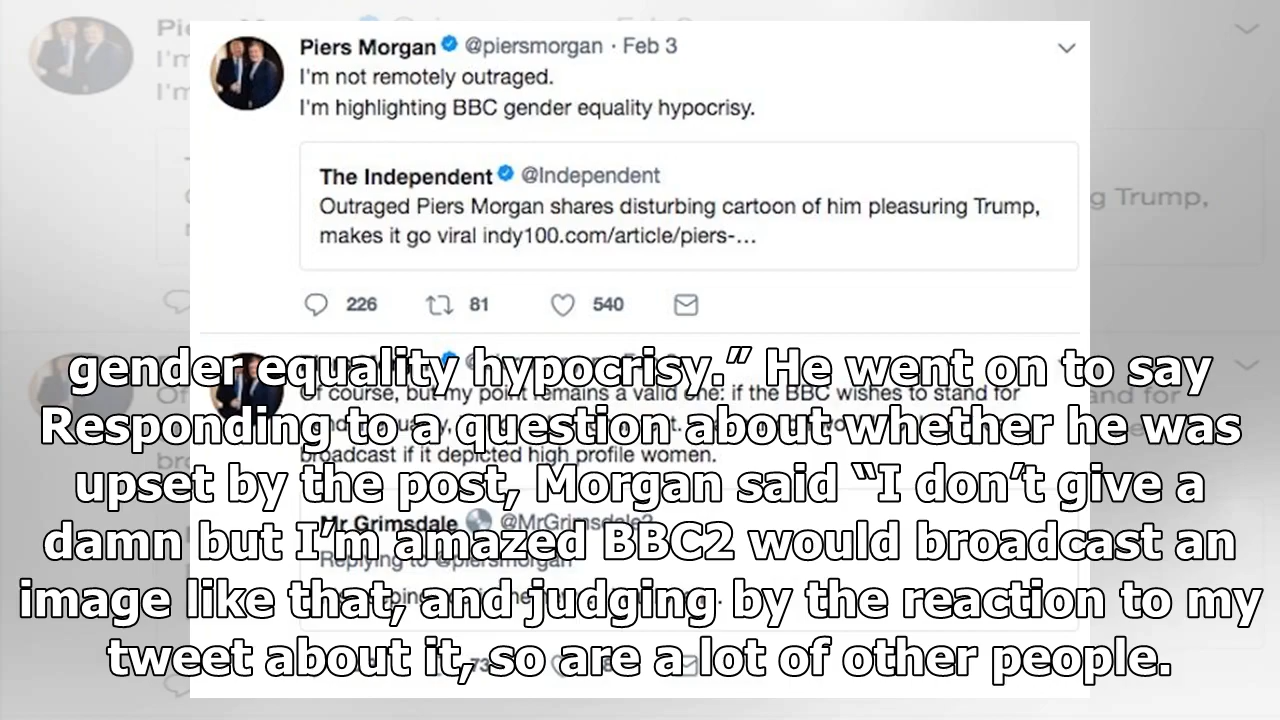 Piers Morgan @piersmorgan · Feb 3
I'm not remotely outraged.
I'm highlighting BBC gender equality hypocrisy.
The Independent @Independent
Outraged Piers Morgan shares disturbing cartoon of him pleasuring Trump,
makes it go viral indy100.com/article/piers-...
g Trump,
226 81 540
gender equality hypocrisy.” He went on to say
Of course, but my point remains a valid one: if the BBC wishes to stand for
Responding to a question about whether he was
broadcast if it depicted high profile women.
upset by the post, Morgan said “I don’t give a
Mr Grimsdale @MrGrimsdale2
damn but I’m amazed BBC2 would broadcast an
Replying to @piersmorgan
image like that, and judging by the reaction to my
tweet about it, so are a lot of other people.